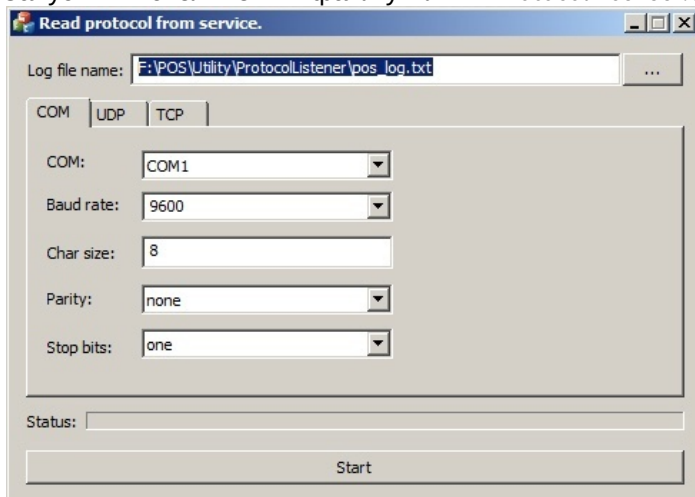 Read protocol from service.
Log file name: F:\POS\Utility\ProtocolListener\pos_log.txt ...
COM UDP TCP
COM: COM1
Baud rate: 9600
Char size: 8
Parity: none
Stop bits: one
Status:
Start